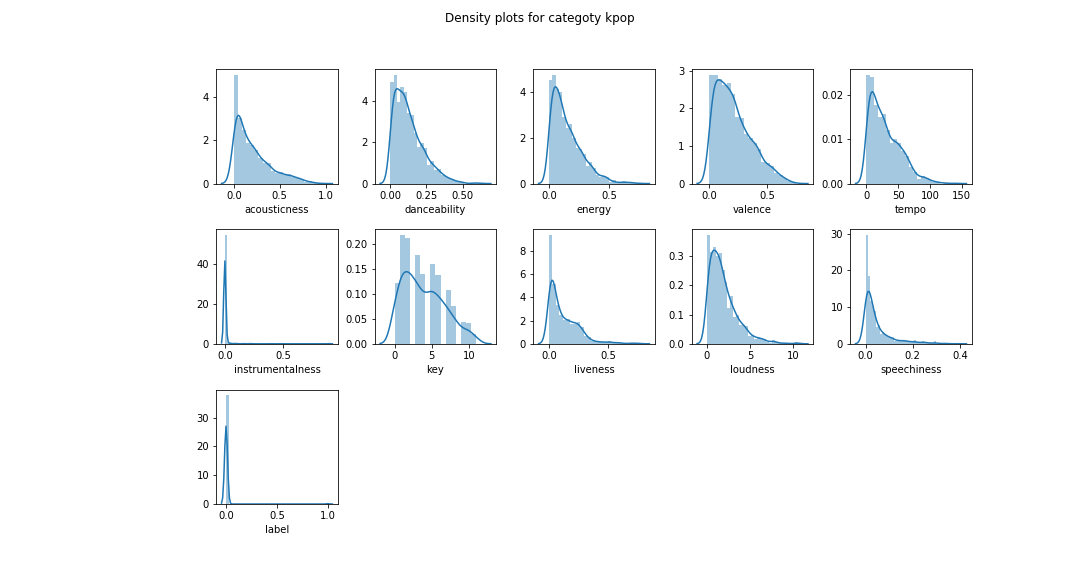 Density plots for categoty kpop
4
2
0
0.0 0.5 1.0
acousticness
4
2
0
0.00 0.25 0.50
danceability
4
2
0
0.0 0.5
energy
3
2
1
0
0.0 0.5
valence
0.02
0.01
0.00
0 50 100 150
tempo
40
20
0
0.0 0.5
instrumentalness
0.20
0.15
0.10
0.05
0.00
0 5 10
key
8
6
4
2
0
0.0 0.5
liveness
0.3
0.2
0.1
0.0
0 5 10
loudness
30
20
10
0
0.0 0.2 0.4
speechiness
30
20
10
0
0.0 0.5 1.0
label